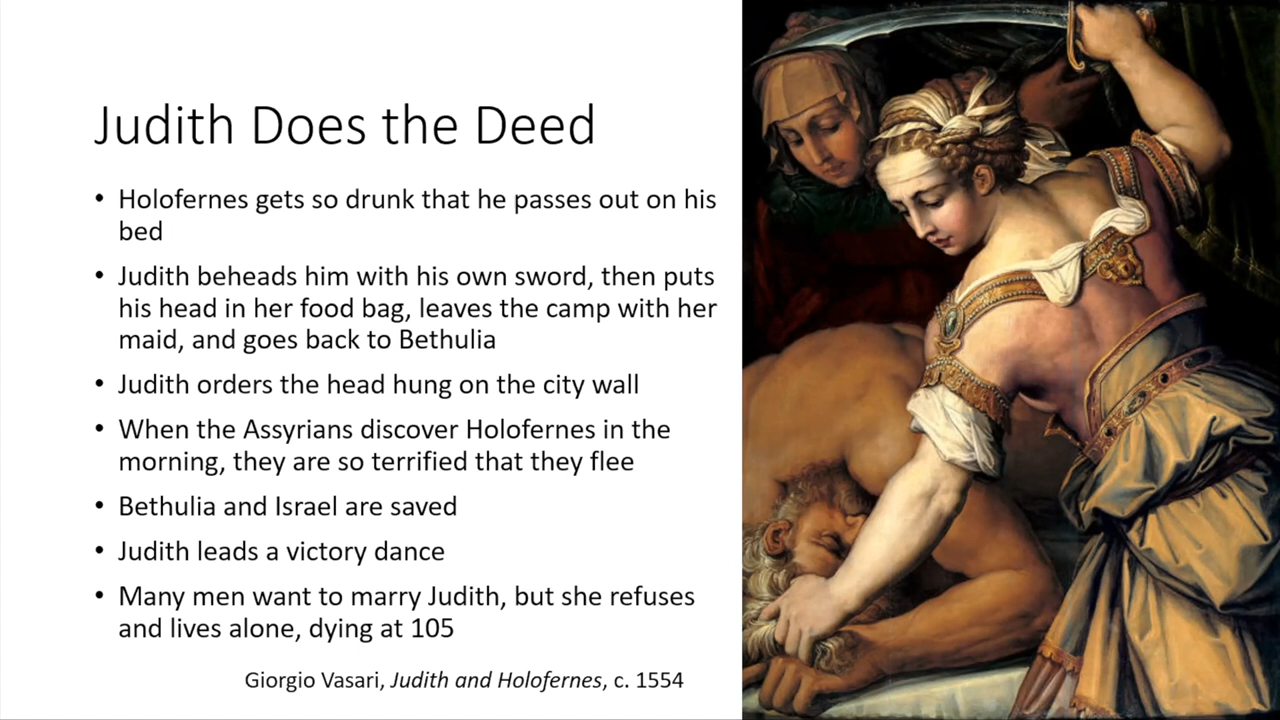 Judith Does the Deed
• Holofernes gets so drunk that he passes out on his
bed
• Judith beheads him with his own sword, then puts
his head in her food bag, leaves the camp with her
maid, and goes back to Bethulia
• Judith orders the head hung on the city wall
• When the Assyrians discover Holofernes in the
morning, they are so terrified that they flee
• Bethulia and Israel are saved
• Judith leads a victory dance
• Many men want to marry Judith, but she refuses
and lives alone, dying at 105
Giorgio Vasari, Judith and Holofernes, c. 1554